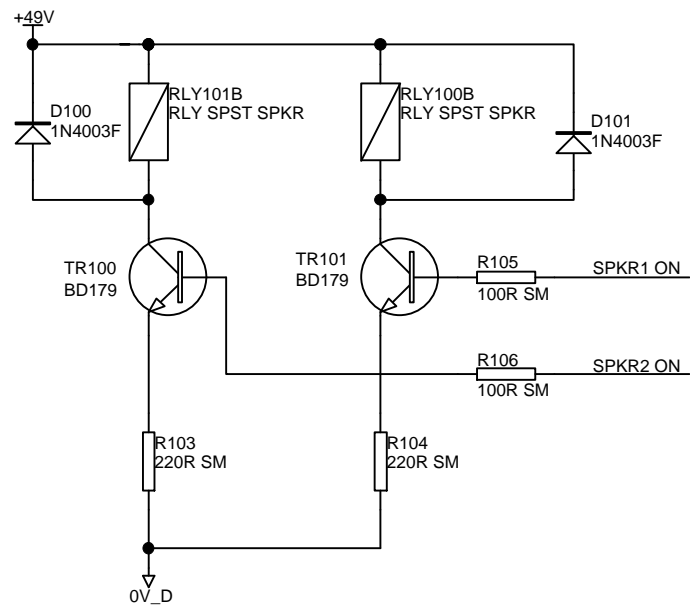 +49V
RLY101B
RLY SPST SPKR
RLY100B
RLY SPST SPKR
D100
1N4003F
D101
1N4003F
TR100
BD179
TR101
BD179
R105
100R SM
SPKR1 ON
R106
100R SM
SPKR2 ON
R103
220R SM
R104
220R SM
0V_D